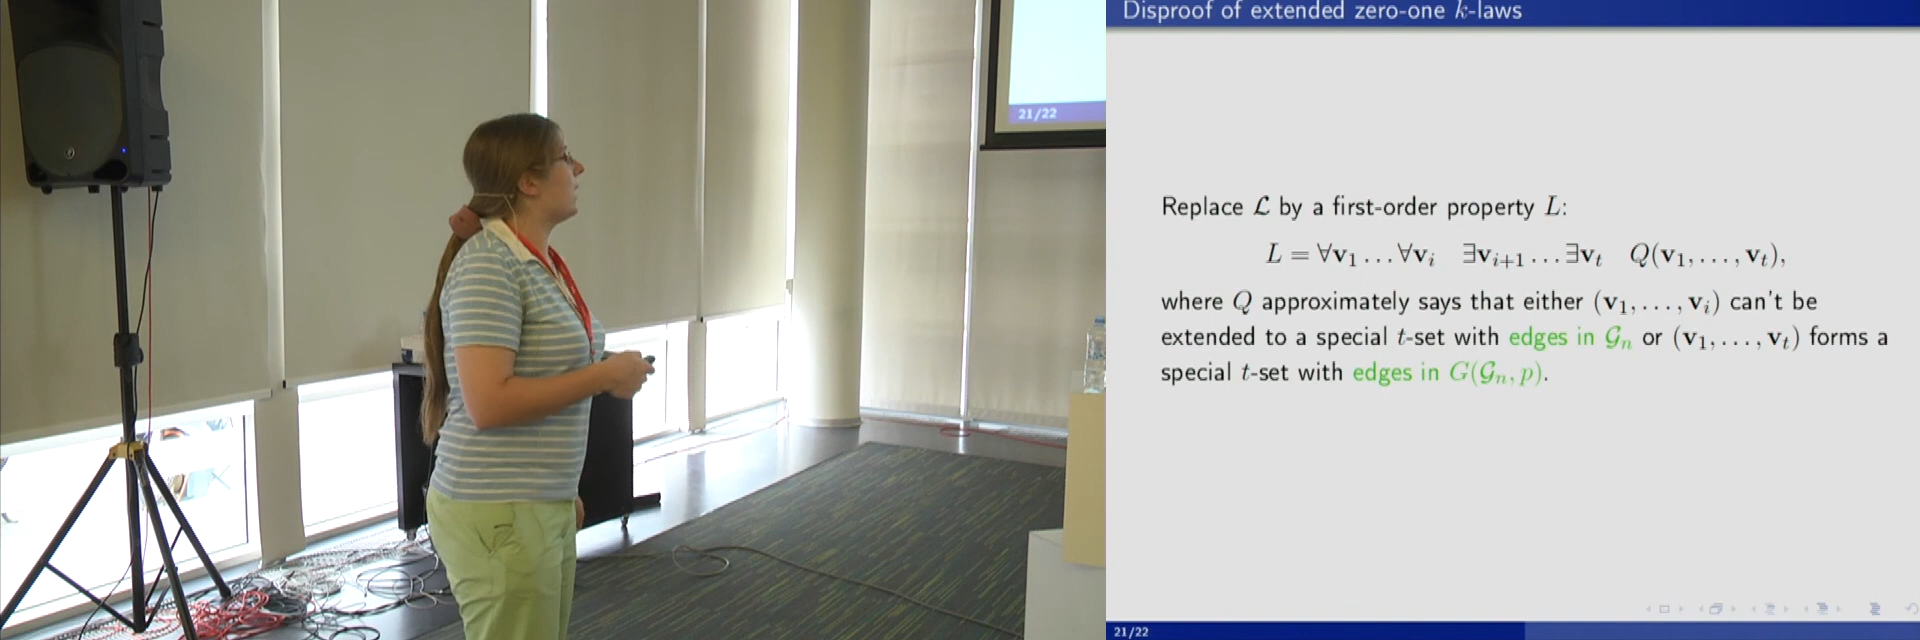 21/22
Disproof of extended zero-one k-laws
Replace ℒ by a first-order property L:
L = ∀v₁ … ∀vᵢ ∃vᵢ₊₁ … ∃vₜ Q(v₁, …, vₜ),
where Q approximately says that either (v₁, …, vᵢ) can't be
extended to a special t-set with edges in 𝒢ₙ or (v₁, …, vₜ) forms a
special t-set with edges in G(𝒢ₙ, p).
21/22